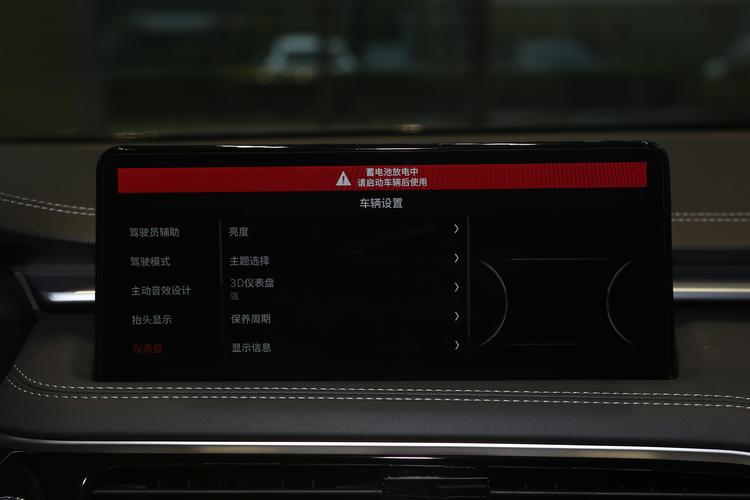 蓄电池放电中
请启动车辆后使用
车辆设置
驾驶员辅助
驾驶模式
主动音效设计
抬头显示
仪表盘
亮度
主题选择
3D仪表盘
强
保养周期
显示信息